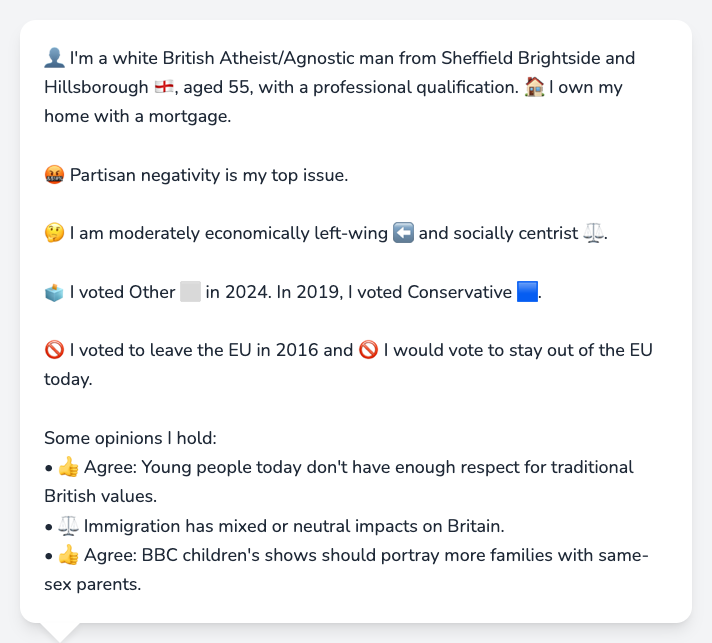 👤 I'm a white British Atheist/Agnostic man from Sheffield Brightside and
Hillsborough 🏴󠁧󠁢󠁥󠁮󠁧󠁿, aged 55, with a professional qualification. 🏠 I own my
home with a mortgage.
🤬 Partisan negativity is my top issue.
🤔 I am moderately economically left-wing ⬅️ and socially centrist ⚖️.
🗳️ I voted Other ⬜ in 2024. In 2019, I voted Conservative 🟦.
🚫 I voted to leave the EU in 2016 and 🚫 I would vote to stay out of the EU
today.
Some opinions I hold:
• 👍 Agree: Young people today don't have enough respect for traditional
British values.
• ⚖️ Immigration has mixed or neutral impacts on Britain.
• 👍 Agree: BBC children's shows should portray more families with same-
sex parents.